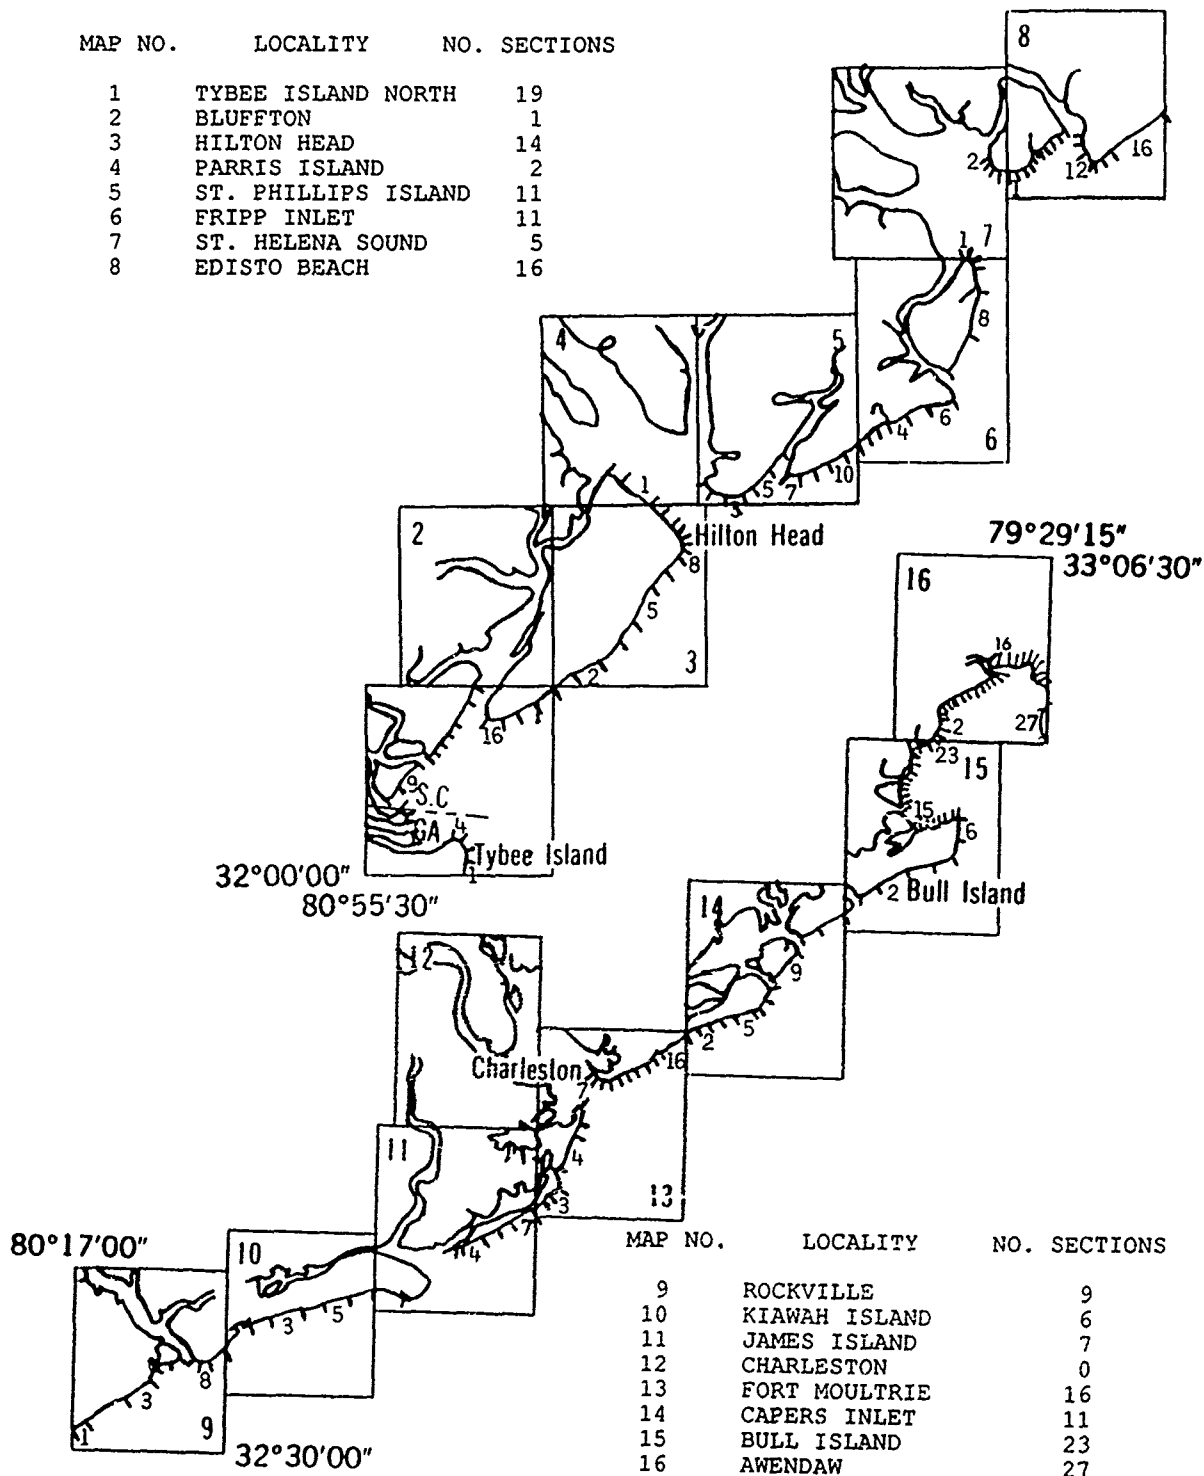 MAP NO. LOCALITY NO. SECTIONS
1 TYBEE ISLAND NORTH 19
2 BLUFFTON 1
3 HILTON HEAD 14
4 PARRIS ISLAND 2
5 ST. PHILLIPS ISLAND 11
6 FRIPP INLET 11
7 ST. HELENA SOUND 5
8 EDISTO BEACH 16
8
2
12
16
1
7
8
4
6
6
4
5
1
3
5
7
10
Hilton Head
2
8
5
3
2
16
9
S.C
GA
4
Tybee Island
1
32°00'00"
80°55'30"
79°29'15"
33°06'30"
16
16
2
27
23
15
15
6
2
Bull Island
14
9
2
5
12
Charleston
7
16
11
4
3
13
4
7
80°17'00"
10
3
5
3
8
1
9
32°30'00"
MAP NO. LOCALITY NO. SECTIONS
9 ROCKVILLE 9
10 KIAWAH ISLAND 6
11 JAMES ISLAND 7
12 CHARLESTON 0
13 FORT MOULTRIE 16
14 CAPERS INLET 11
15 BULL ISLAND 23
16 AWENDAW 27